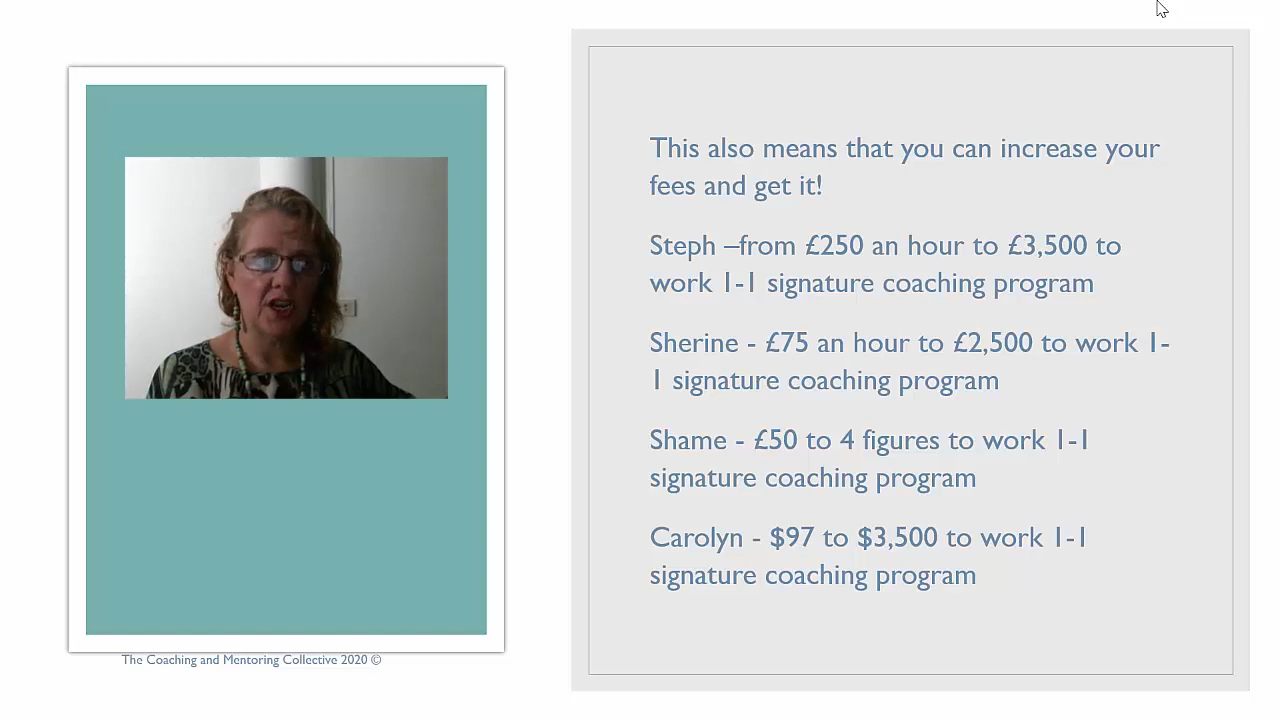 This also means that you can increase your
fees and get it!
Steph –from £250 an hour to £3,500 to
work 1-1 signature coaching program
Sherine - £75 an hour to £2,500 to work 1-
1 signature coaching program
Shame - £50 to 4 figures to work 1-1
signature coaching program
Carolyn - $97 to $3,500 to work 1-1
signature coaching program
The Coaching and Mentoring Collective 2020 ©